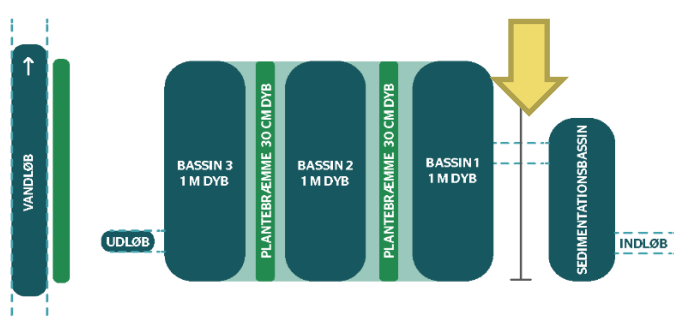 VANDLØB
UDLØB
BASSIN 3
1 M DYB
PLANTEBRÆMME 30 CM DYB
BASSIN 2
1 M DYB
PLANTEBRÆMME 30 CM DYB
BASSIN 1
1 M DYB
SEDIMENTATIONSBASSIN
INDLØB